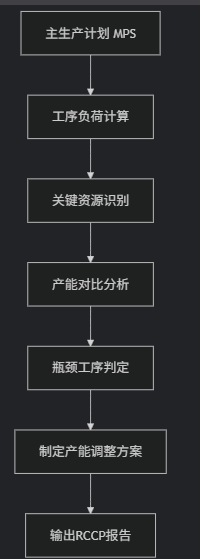 主生产计划 MPS
工序负荷计算
关键资源识别
产能对比分析
瓶颈工序判定
制定产能调整方案
输出RCCP报告